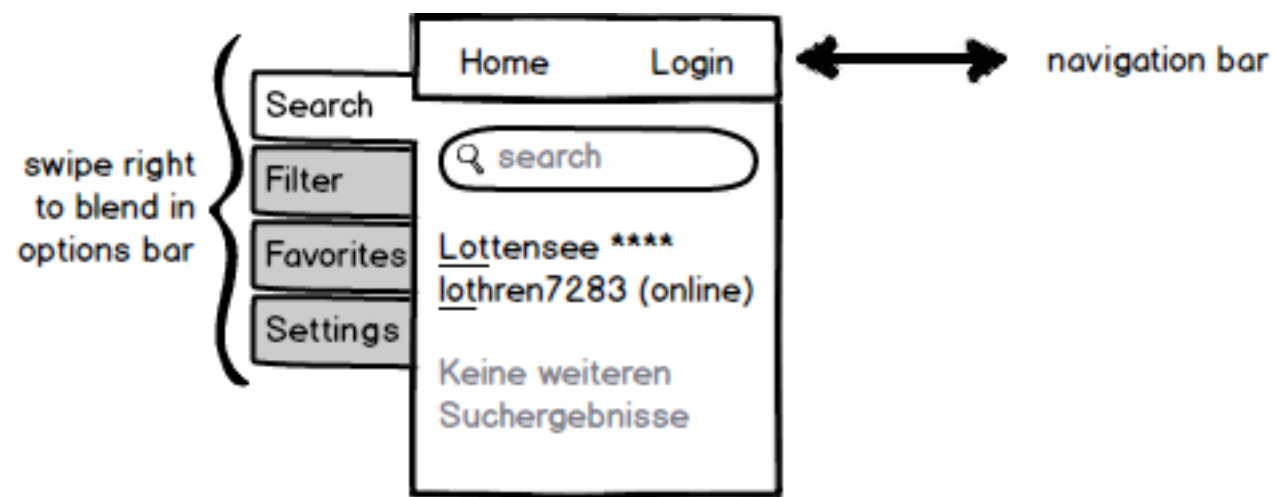 Home Login
navigation bar
Search
Filter
Favorites
Settings
swipe right
to blend in
options bar
search
Lottensee ****
lothren7283 (online)
Keine weiteren
Suchergebnisse